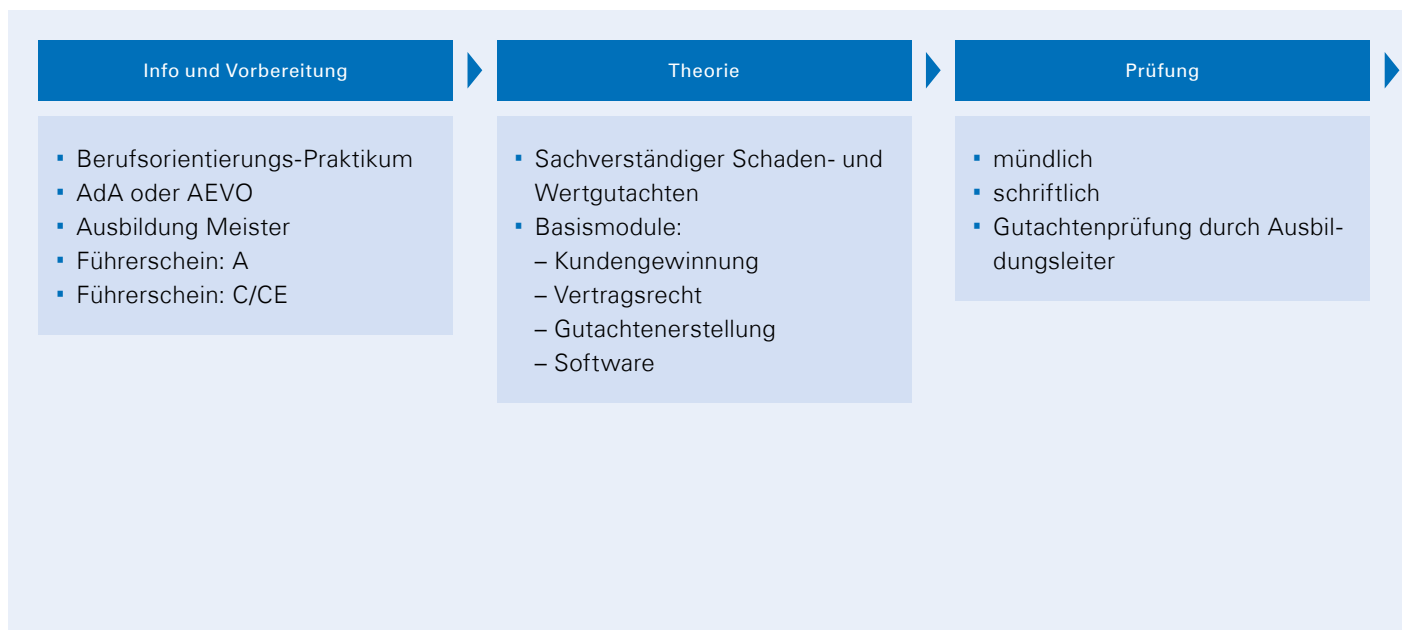 Info und Vorbereitung
▪ Berufsorientierungs-Praktikum
▪ AdA oder AEVO
▪ Ausbildung Meister
▪ Führerschein: A
▪ Führerschein: C/CE
Theorie
▪ Sachverständiger Schaden- und
Wertgutachten
▪ Basismodule:
– Kundengewinnung
– Vertragsrecht
– Gutachtenerstellung
– Software
Prüfung
▪ mündlich
▪ schriftlich
▪ Gutachtenprüfung durch Ausbil-
dungsleiter